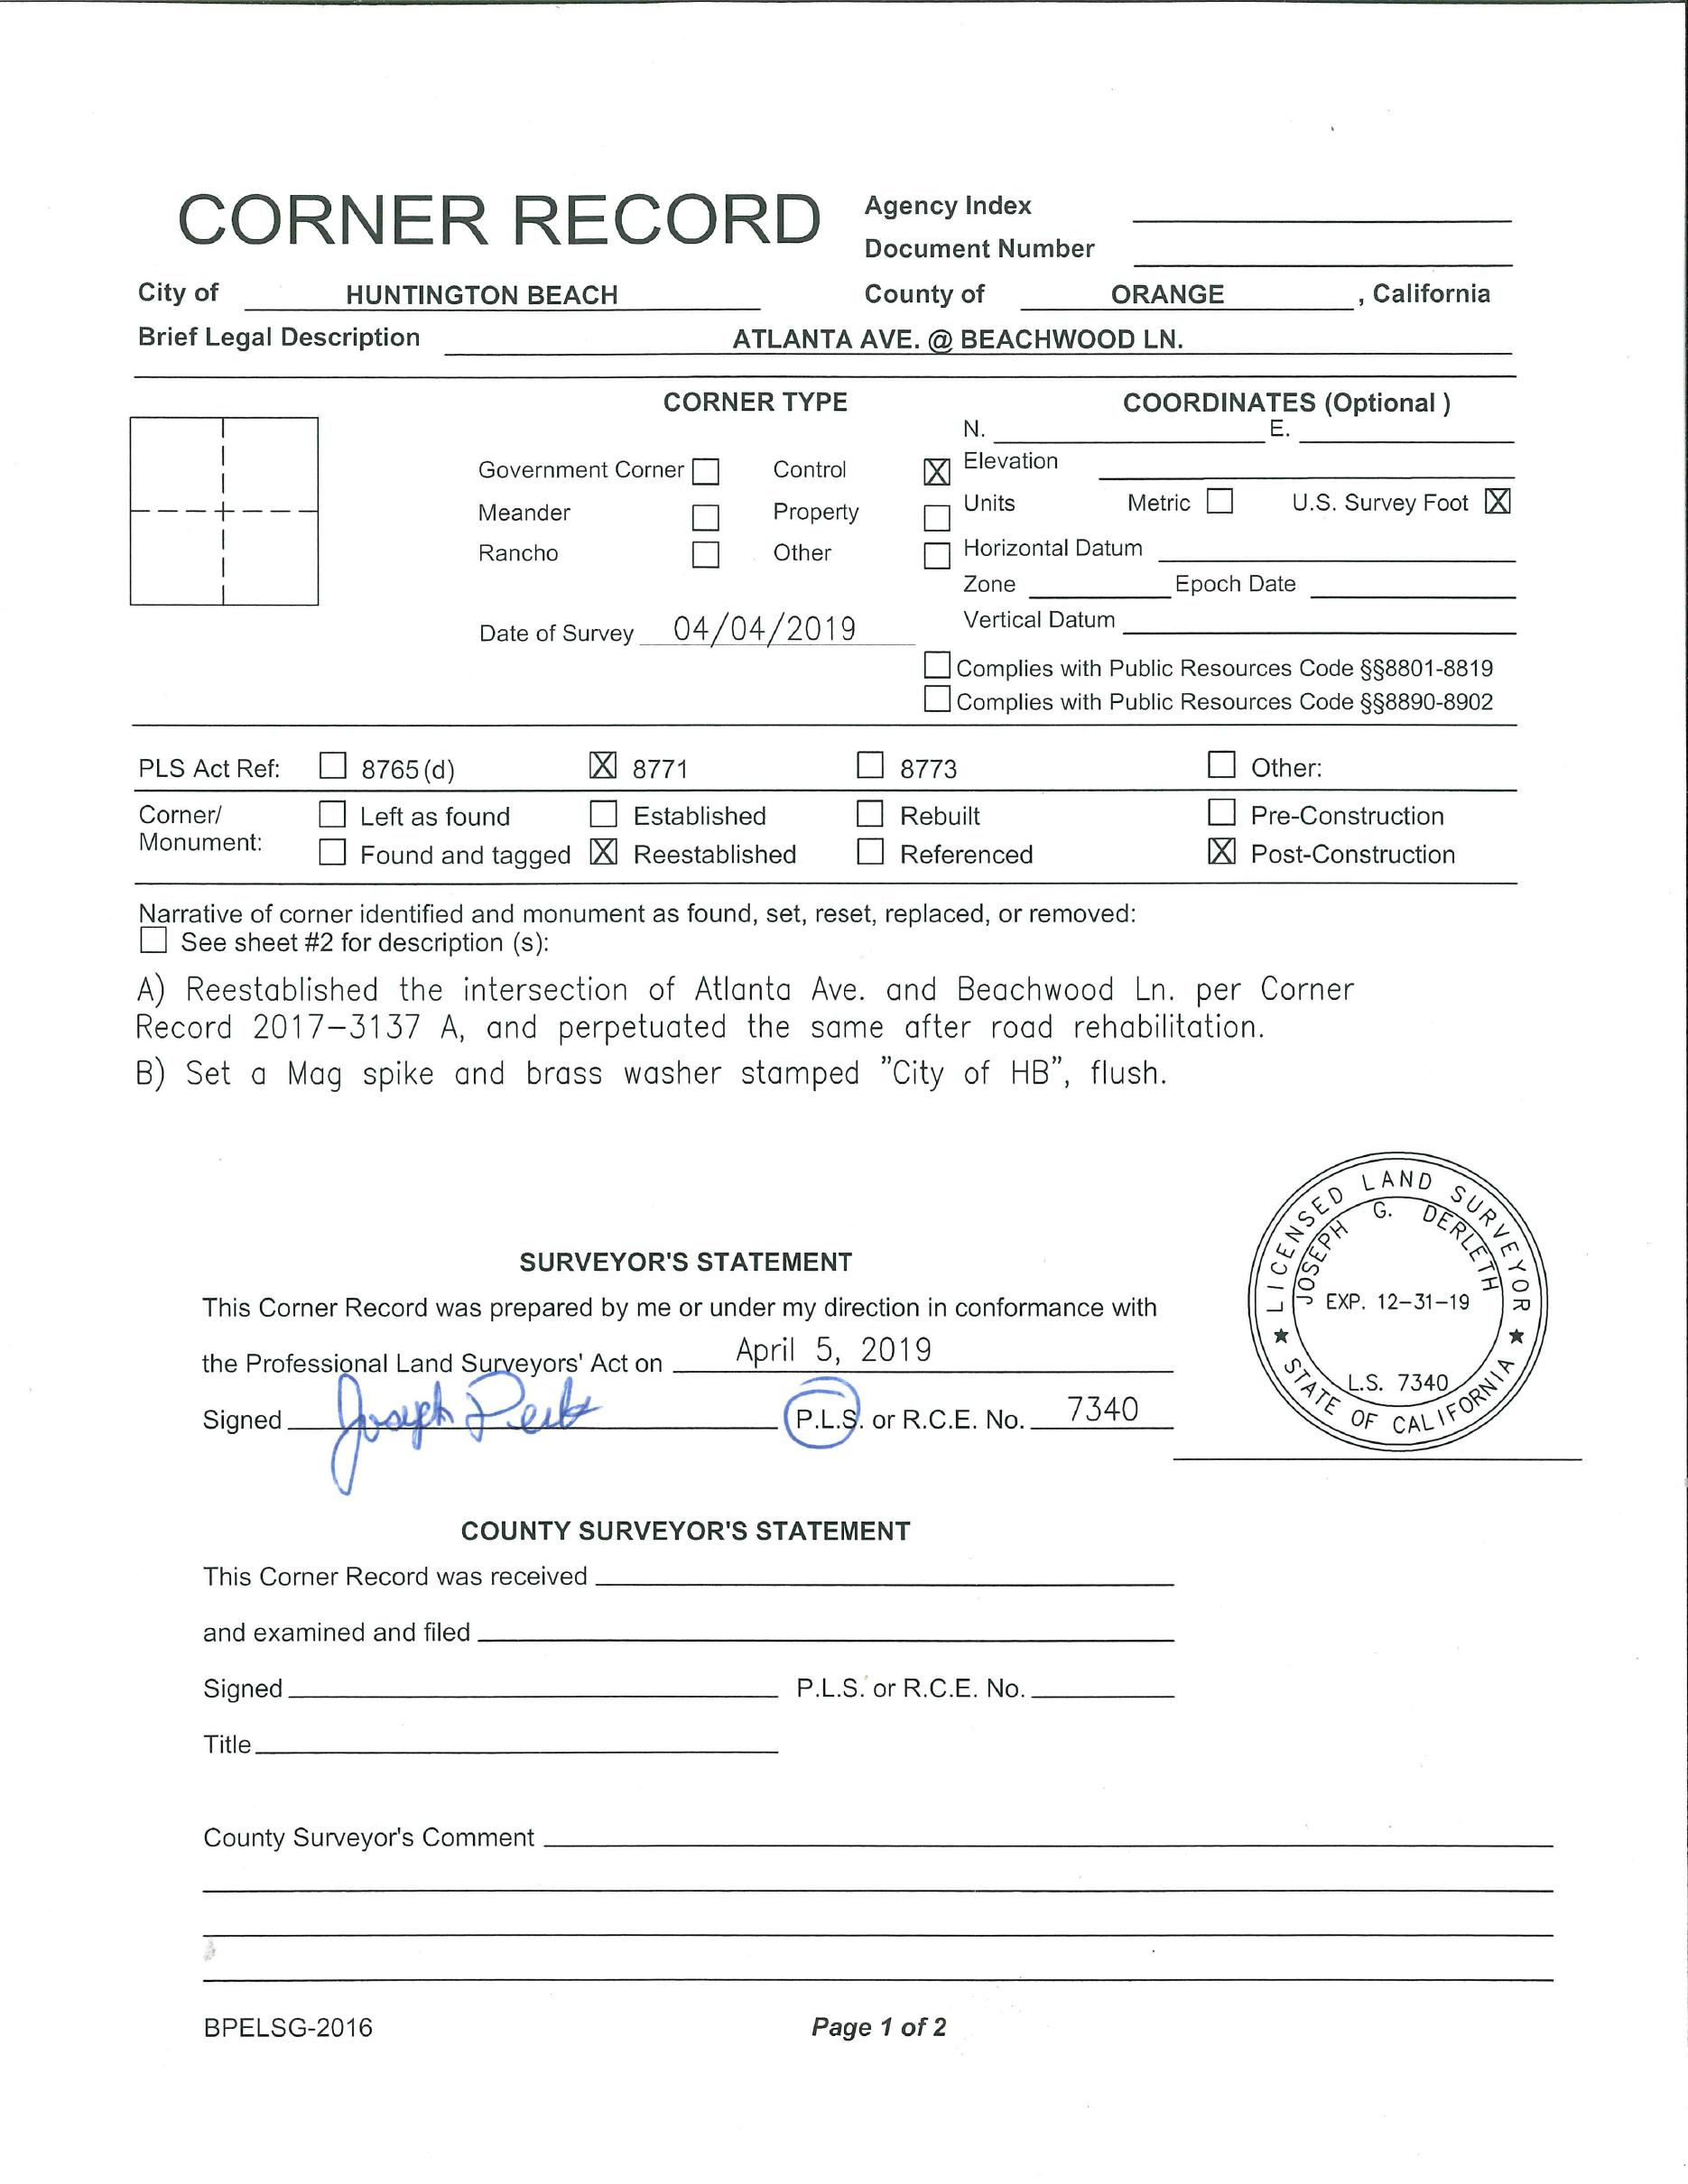 CORNER RECORD
Agency Index
Document Number
City of HUNTINGTON BEACH County of ORANGE , California
Brief Legal Description ATLANTA AVE. @ BEACHWOOD LN.
CORNER TYPE COORDINATES (Optional )
N. E.
Government Corner Control ☒ Elevation
Meander Property Units Metric U.S. Survey Foot ☒
Rancho Other Horizontal Datum
Zone Epoch Date
Date of Survey 04/04/2019 Vertical Datum
Complies with Public Resources Code §§8801-8819
Complies with Public Resources Code §§8890-8902
PLS Act Ref: 8765(d) ☒ 8771 8773 Other:
Corner/ Left as found Established Rebuilt Pre-Construction
Monument: Found and tagged ☒ Reestablished Referenced ☒ Post-Construction
Narrative of corner identified and monument as found, set, reset, replaced, or removed:
See sheet #2 for description (s):
A) Reestablished the intersection of Atlanta Ave. and Beachwood Ln. per Corner
Record 2017-3137 A, and perpetuated the same after road rehabilitation.
B) Set a Mag spike and brass washer stamped "City of HB", flush.
LICENSED LAND SURVEYOR
JOSEPH G. DERLETH
EXP. 12-31-19
L.S. 7340
STATE OF CALIFORNIA
SURVEYOR'S STATEMENT
This Corner Record was prepared by me or under my direction in conformance with
the Professional Land Surveyors' Act on April 5, 2019
Signed P.L.S. or R.C.E. No. 7340
COUNTY SURVEYOR'S STATEMENT
This Corner Record was received
and examined and filed
Signed P.L.S. or R.C.E. No.
Title
County Surveyor's Comment
BPELSG-2016 Page 1 of 2